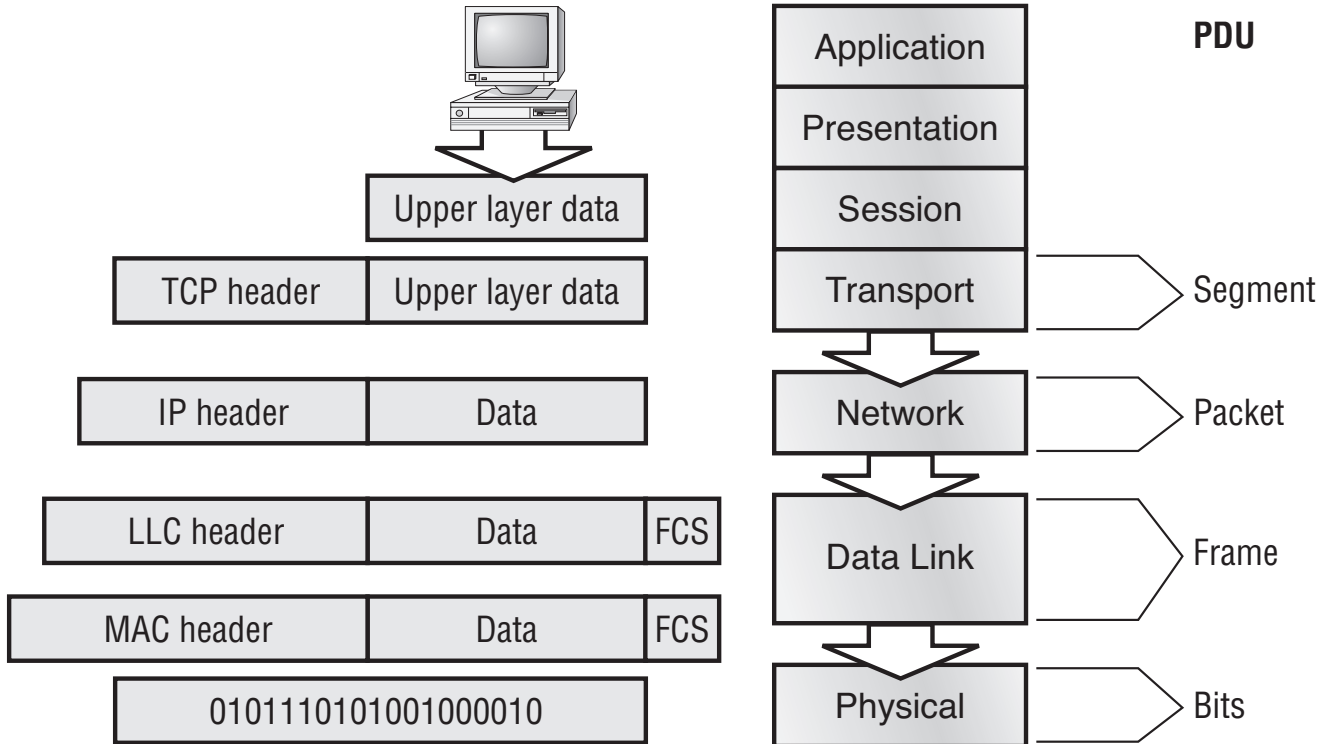 PDU
Application
Presentation
Upper layer data
Session
TCP header
Upper layer data
Transport
Segment
IP header
Data
Network
Packet
LLC header
Data
FCS
Data Link
Frame
MAC header
Data
FCS
0101110101001000010
Physical
Bits